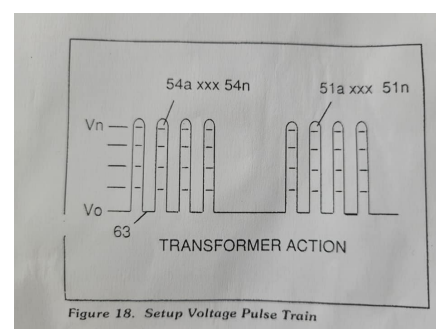 54a xxx 54n
51a xxx 51n
Vn
Vo
63
TRANSFORMER ACTION
Figure 18. Setup Voltage Pulse Train